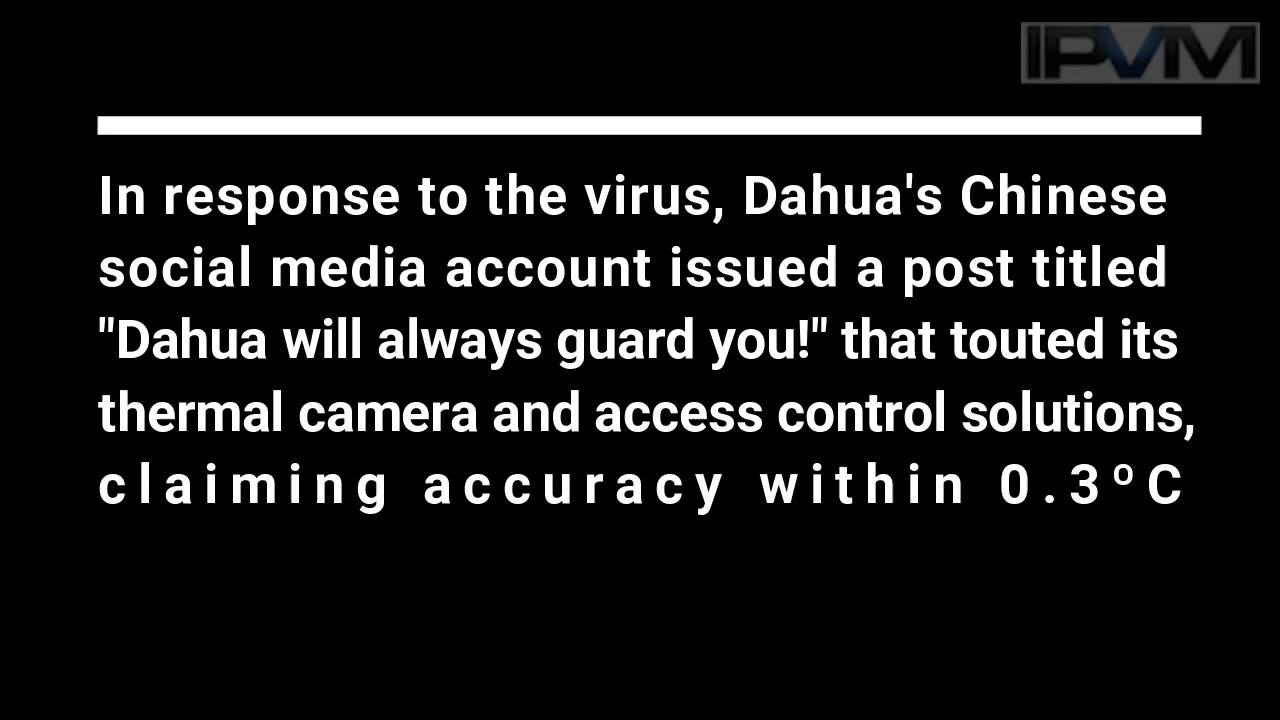 IPVM
In response to the virus, Dahua's Chinese
social media account issued a post titled
"Dahua will always guard you!" that touted its
thermal camera and access control solutions,
claiming accuracy within 0.3ºC